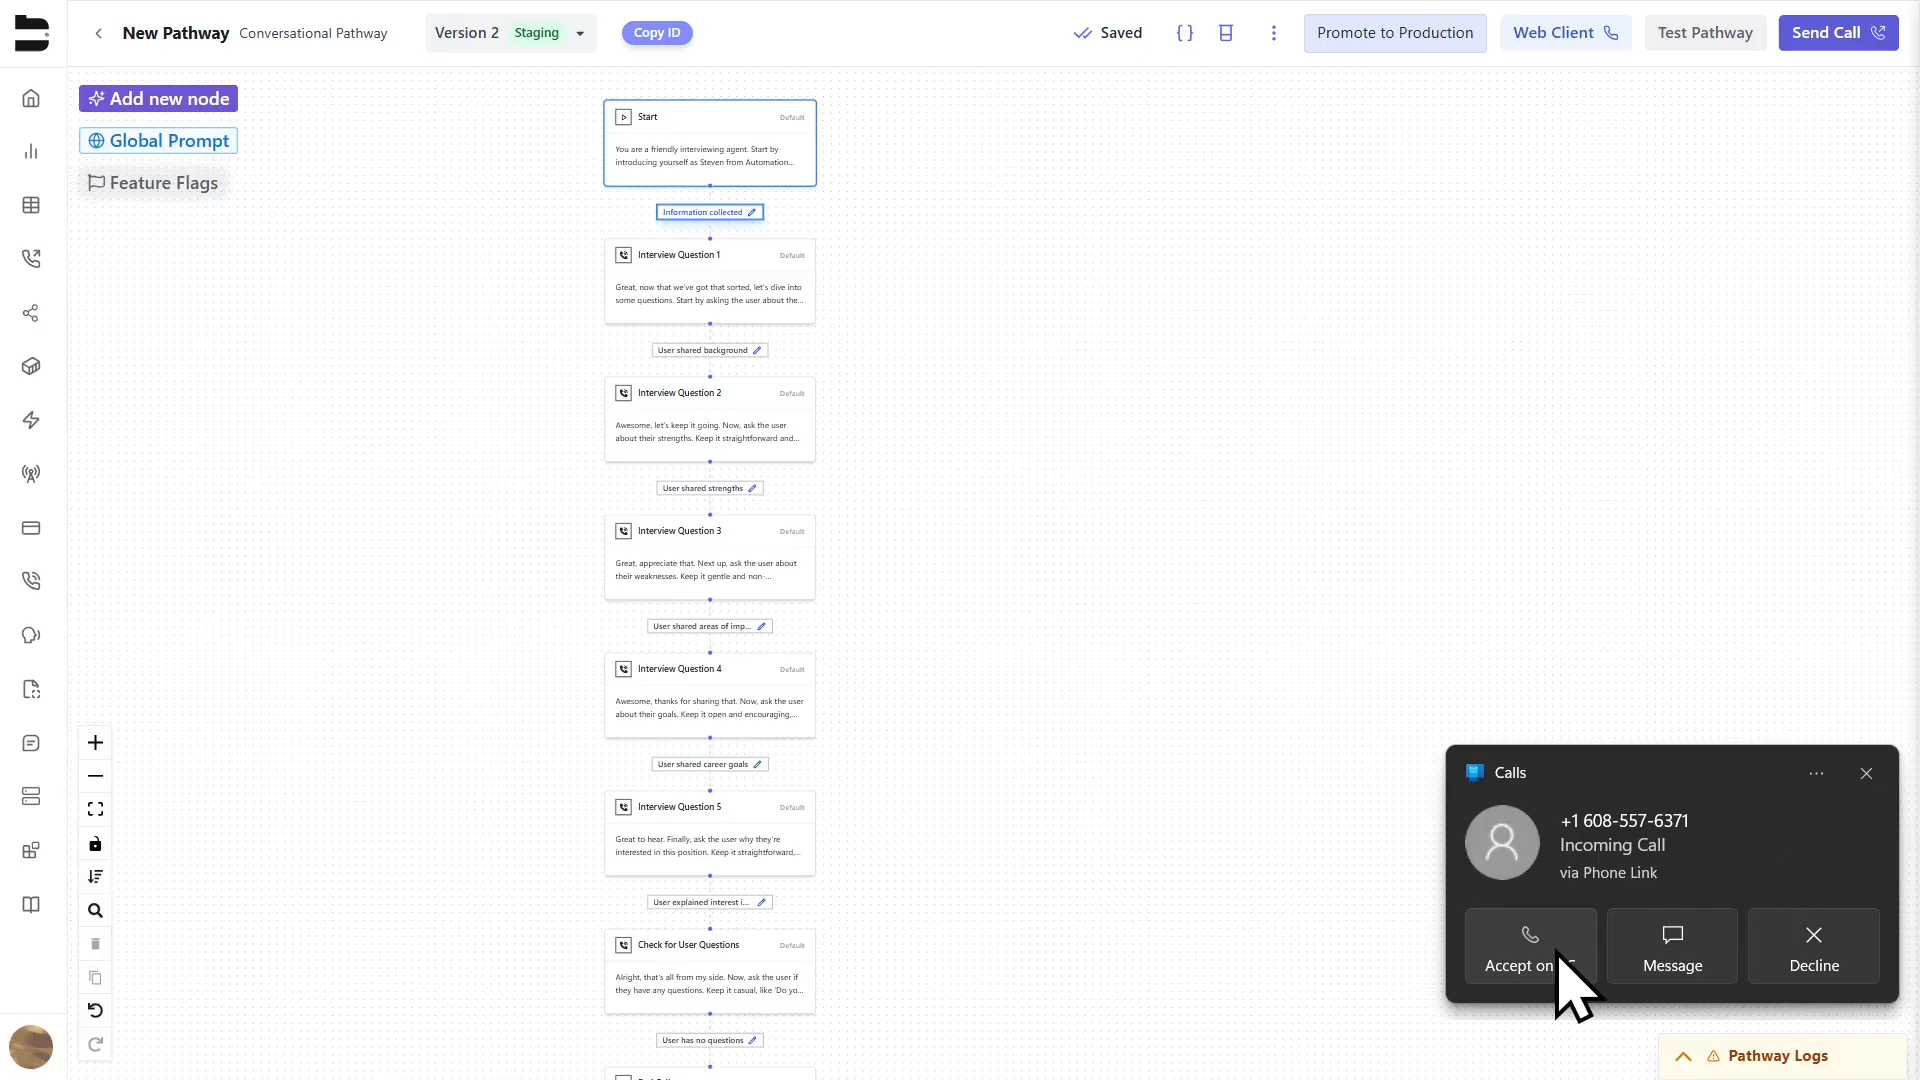 New Pathway Conversational Pathway Version 2 Staging Copy ID Saved Promote to Production Web Client Test Pathway Send Call
Add new node
Global Prompt
Feature Flags
Start Default
You are a friendly interviewing agent. Start by
introducing yourself as Steven from Automation...
Information collected
Interview Question 1 Default
Great, now that we've got that sorted, let's dive into
some questions. Start by asking the user about the...
User shared background
Interview Question 2 Default
Awesome, let's keep it going. Now, ask the user
about their strengths. Keep it straightforward and...
User shared strengths
Interview Question 3 Default
Great, appreciate that. Next up, ask the user about
their weaknesses. Keep it gentle and non-...
User shared areas of imp...
Interview Question 4 Default
Awesome, thanks for sharing that. Now, ask the user
about their goals. Keep it open and encouraging,...
User shared career goals
Interview Question 5 Default
Great to hear. Finally, ask the user why they're
interested in this position. Keep it straightforward,...
User explained interest i...
Check for User Questions Default
Alright, that's all from my side. Now, ask the user if
they have any questions. Keep it casual, like 'Do yo...
User has no questions
Calls
+1 608-557-6371
Incoming Call
via Phone Link
Accept on Message Decline
Pathway Logs